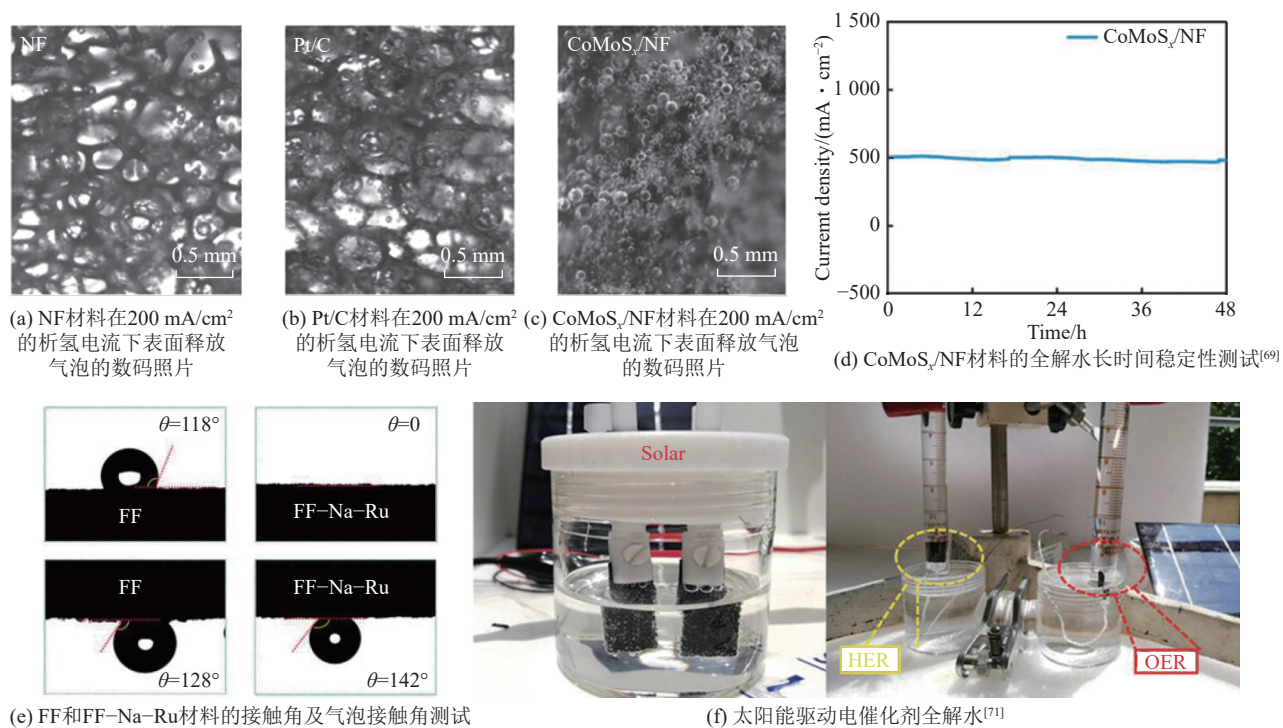 NF
0.5 mm
Pt/C
0.5 mm
CoMoSₓ/NF
0.5 mm
1 500
1 000
500
0
−500
Curremt density/(mA·cm⁻²)
CoMoSₓ/NF
0
12
24
36
48
Time/h
(a) NF材料在200 mA/cm²
的析氢电流下表面释放
气泡的数码照片
(b) Pt/C材料在200 mA/cm²
的析氢电流下表面释放
气泡的数码照片
(c) CoMoSₓ/NF材料在200 mA/cm²
的析氢电流下表面释放气泡
的数码照片
(d) CoMoSₓ/NF材料的全解水长时间稳定性测试[69]
θ=118°
FF
θ=0
FF−Na−Ru
FF
θ=128°
FF−Na−Ru
θ=142°
Solar
HER
OER
(e) FF和FF−Na−Ru材料的接触角及气泡接触角测试
(f) 太阳能驱动电催化剂全解水[71]